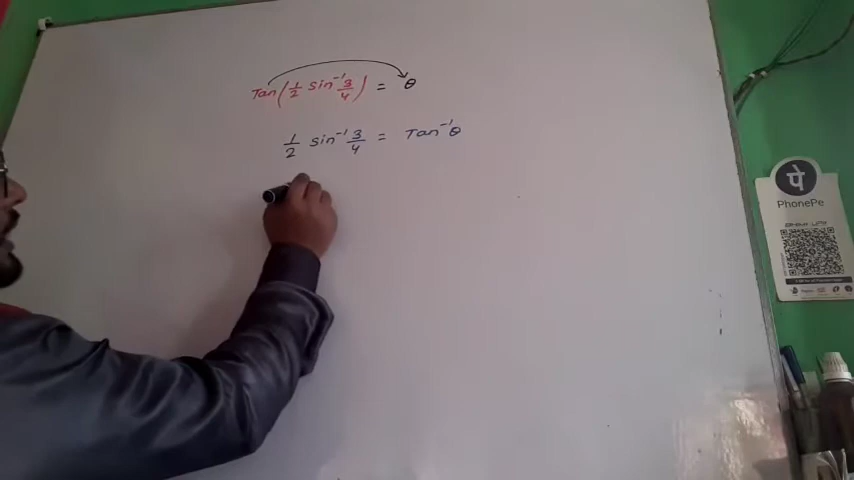 Tan(1/2 sin⁻¹ 3/4) = θ
1/2 sin⁻¹ 3/4 = Tan⁻¹θ
पे
PhonePe